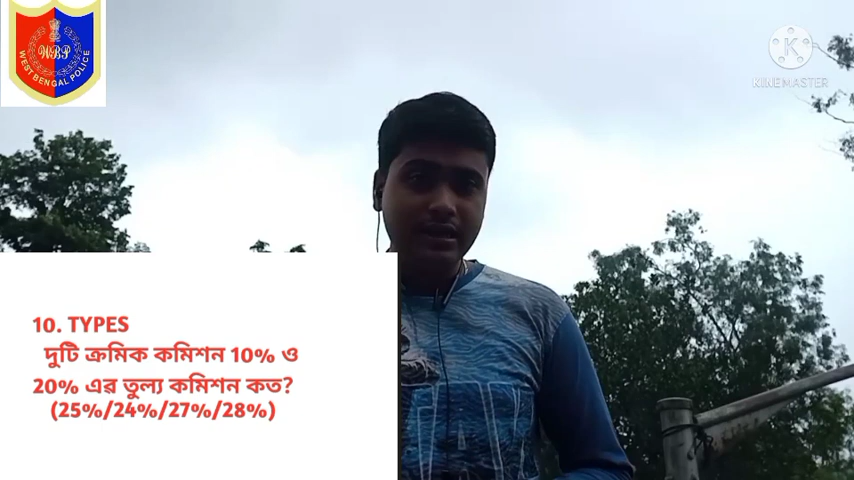 WBP
WEST BENGAL POLICE
KINEMASTER
10. TYPES
দুটি ক্রমিক কমিশন 10% ও
20% এর তুল্য কমিশন কত?
(25%/24%/27%/28%)